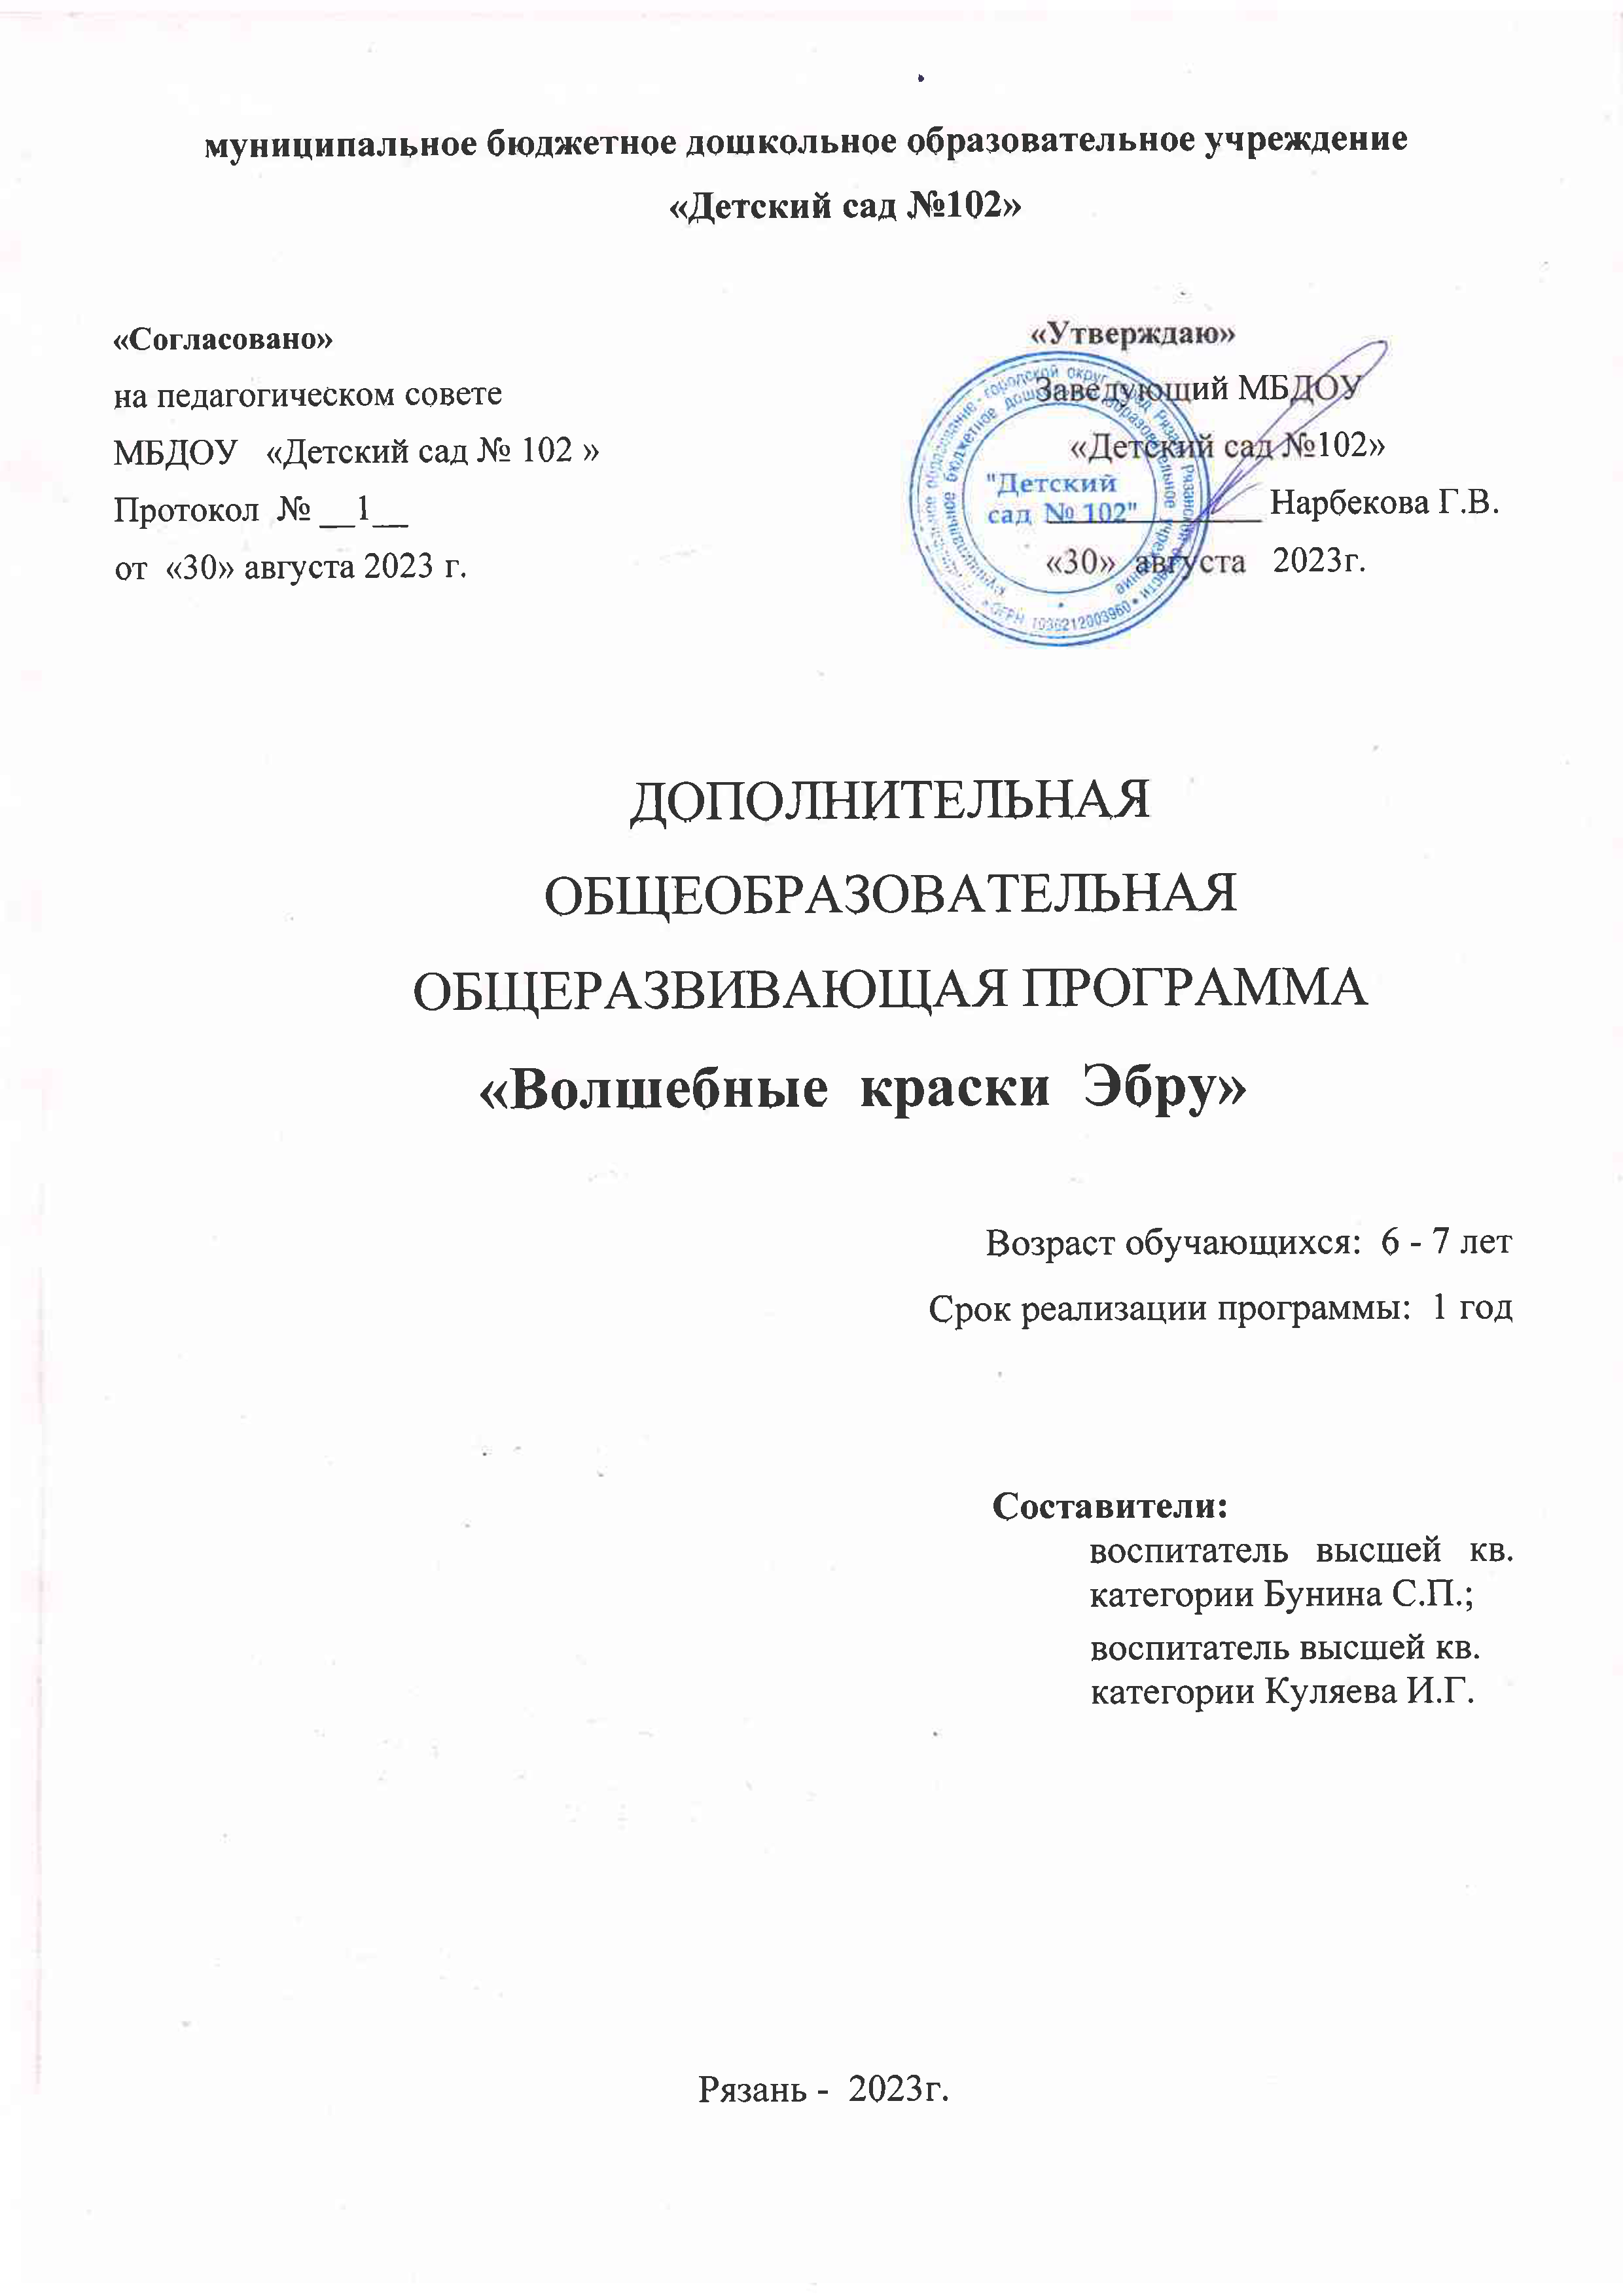 муниципальное бюджетное дошкольное образовательное учреждение
«Детский сад №102»
«Согласовано»
на педагогическом совете
МБДОУ «Детский сад № 102 »
Протокол № __1__
от «30» августа 2023 г.
«Утверждаю»
Заведующий МБДОУ
«Детский сад №102»
____________ Нарбекова Г.В.
«30» августа 2023г.
"Детский
сад № 102"
ДОПОЛНИТЕЛЬНАЯ
ОБЩЕОБРАЗОВАТЕЛЬНАЯ
ОБЩЕРАЗВИВАЮЩАЯ ПРОГРАММА
«Волшебные краски Эбру»
Возраст обучающихся: 6 - 7 лет
Срок реализации программы: 1 год
Составители:
воспитатель высшей кв.
категории Бунина С.П.;
воспитатель высшей кв.
категории Куляева И.Г.
Рязань - 2023г.